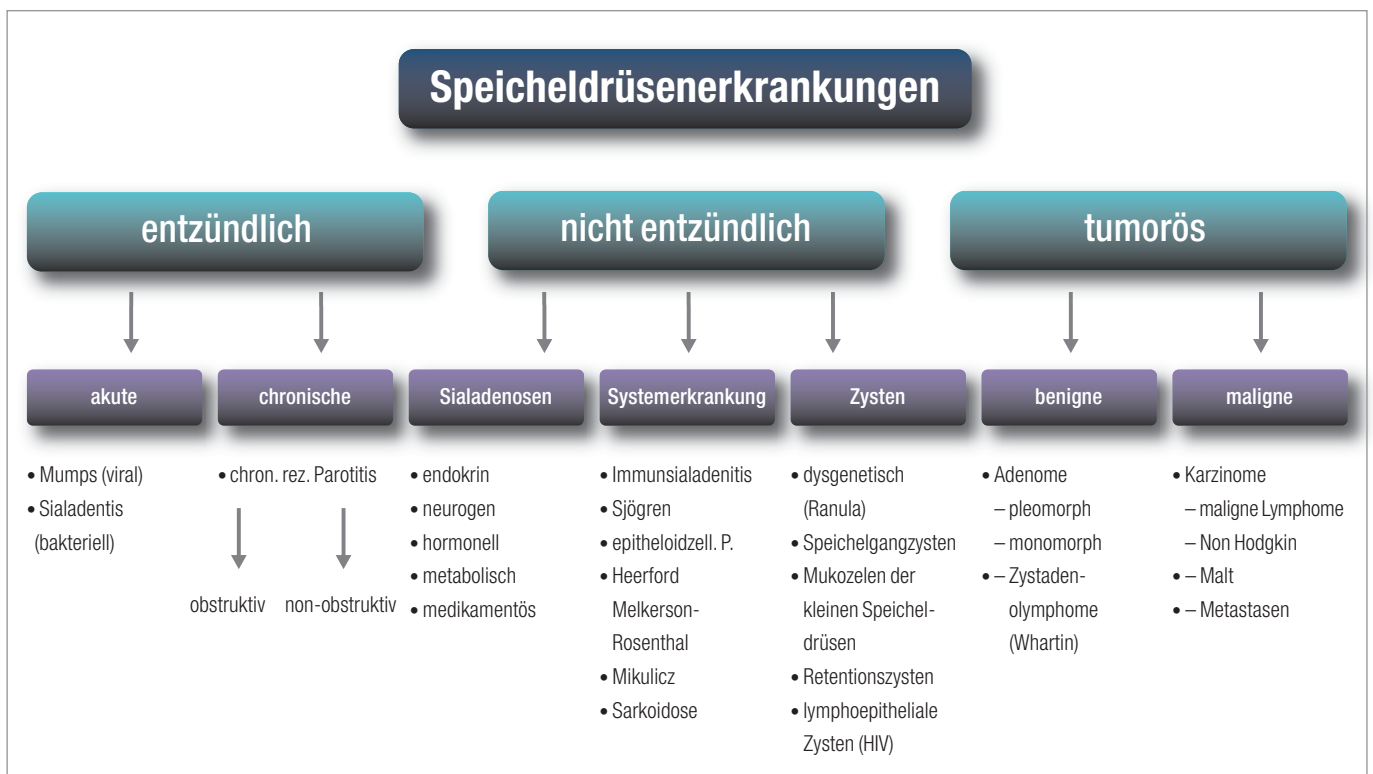 Speicheldrüsenerkrankungen
entzündlich
nicht entzündlich
tumorös
akute
• Mumps (viral)
• Sialadentis
(bakteriell)
chronische
• chron. rez. Parotitis
obstruktiv
non-obstruktiv
Sialadenosen
• endokrin
• neurogen
• hormonell
• metabolisch
• medikamentös
Systemerkrankung
• Immunsialadenitis
• Sjögren
• epitheloidzell. P.
• Heerford
Melkerson-
Rosenthal
• Mikulicz
• Sarkoidose
Zysten
• dysgenetisch
(Ranula)
• Speichelgangzysten
• Mukozelen der
kleinen Speichel-
drüsen
• Retentionszysten
• lymphoepitheliale
Zysten (HIV)
benigne
• Adenome
– pleomorph
– monomorph
• – Zystaden-
olymphome
(Whartin)
maligne
• Karzinome
– maligne Lymphome
– Non Hodgkin
• – Malt
• – Metastasen